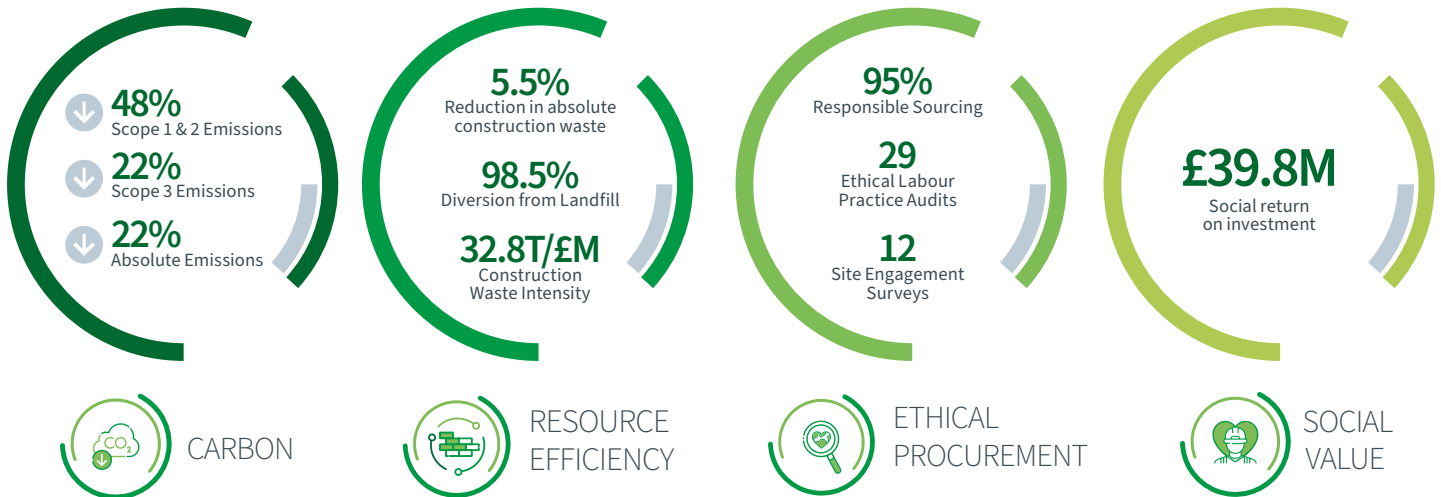 48%
Scope 1 & 2 Emissions
22%
Scope 3 Emissions
22%
Absolute Emissions
5.5%
Reduction in absolute
construction waste
98.5%
Diversion from Landfill
32.8T/£M
Construction
Waste Intensity
95%
Responsible Sourcing
29
Ethical Labour
Practice Audits
12
Site Engagement
Surveys
£39.8M
Social return
on investment
CO2
CARBON
RESOURCE
EFFICIENCY
ETHICAL
PROCUREMENT
SOCIAL
VALUE